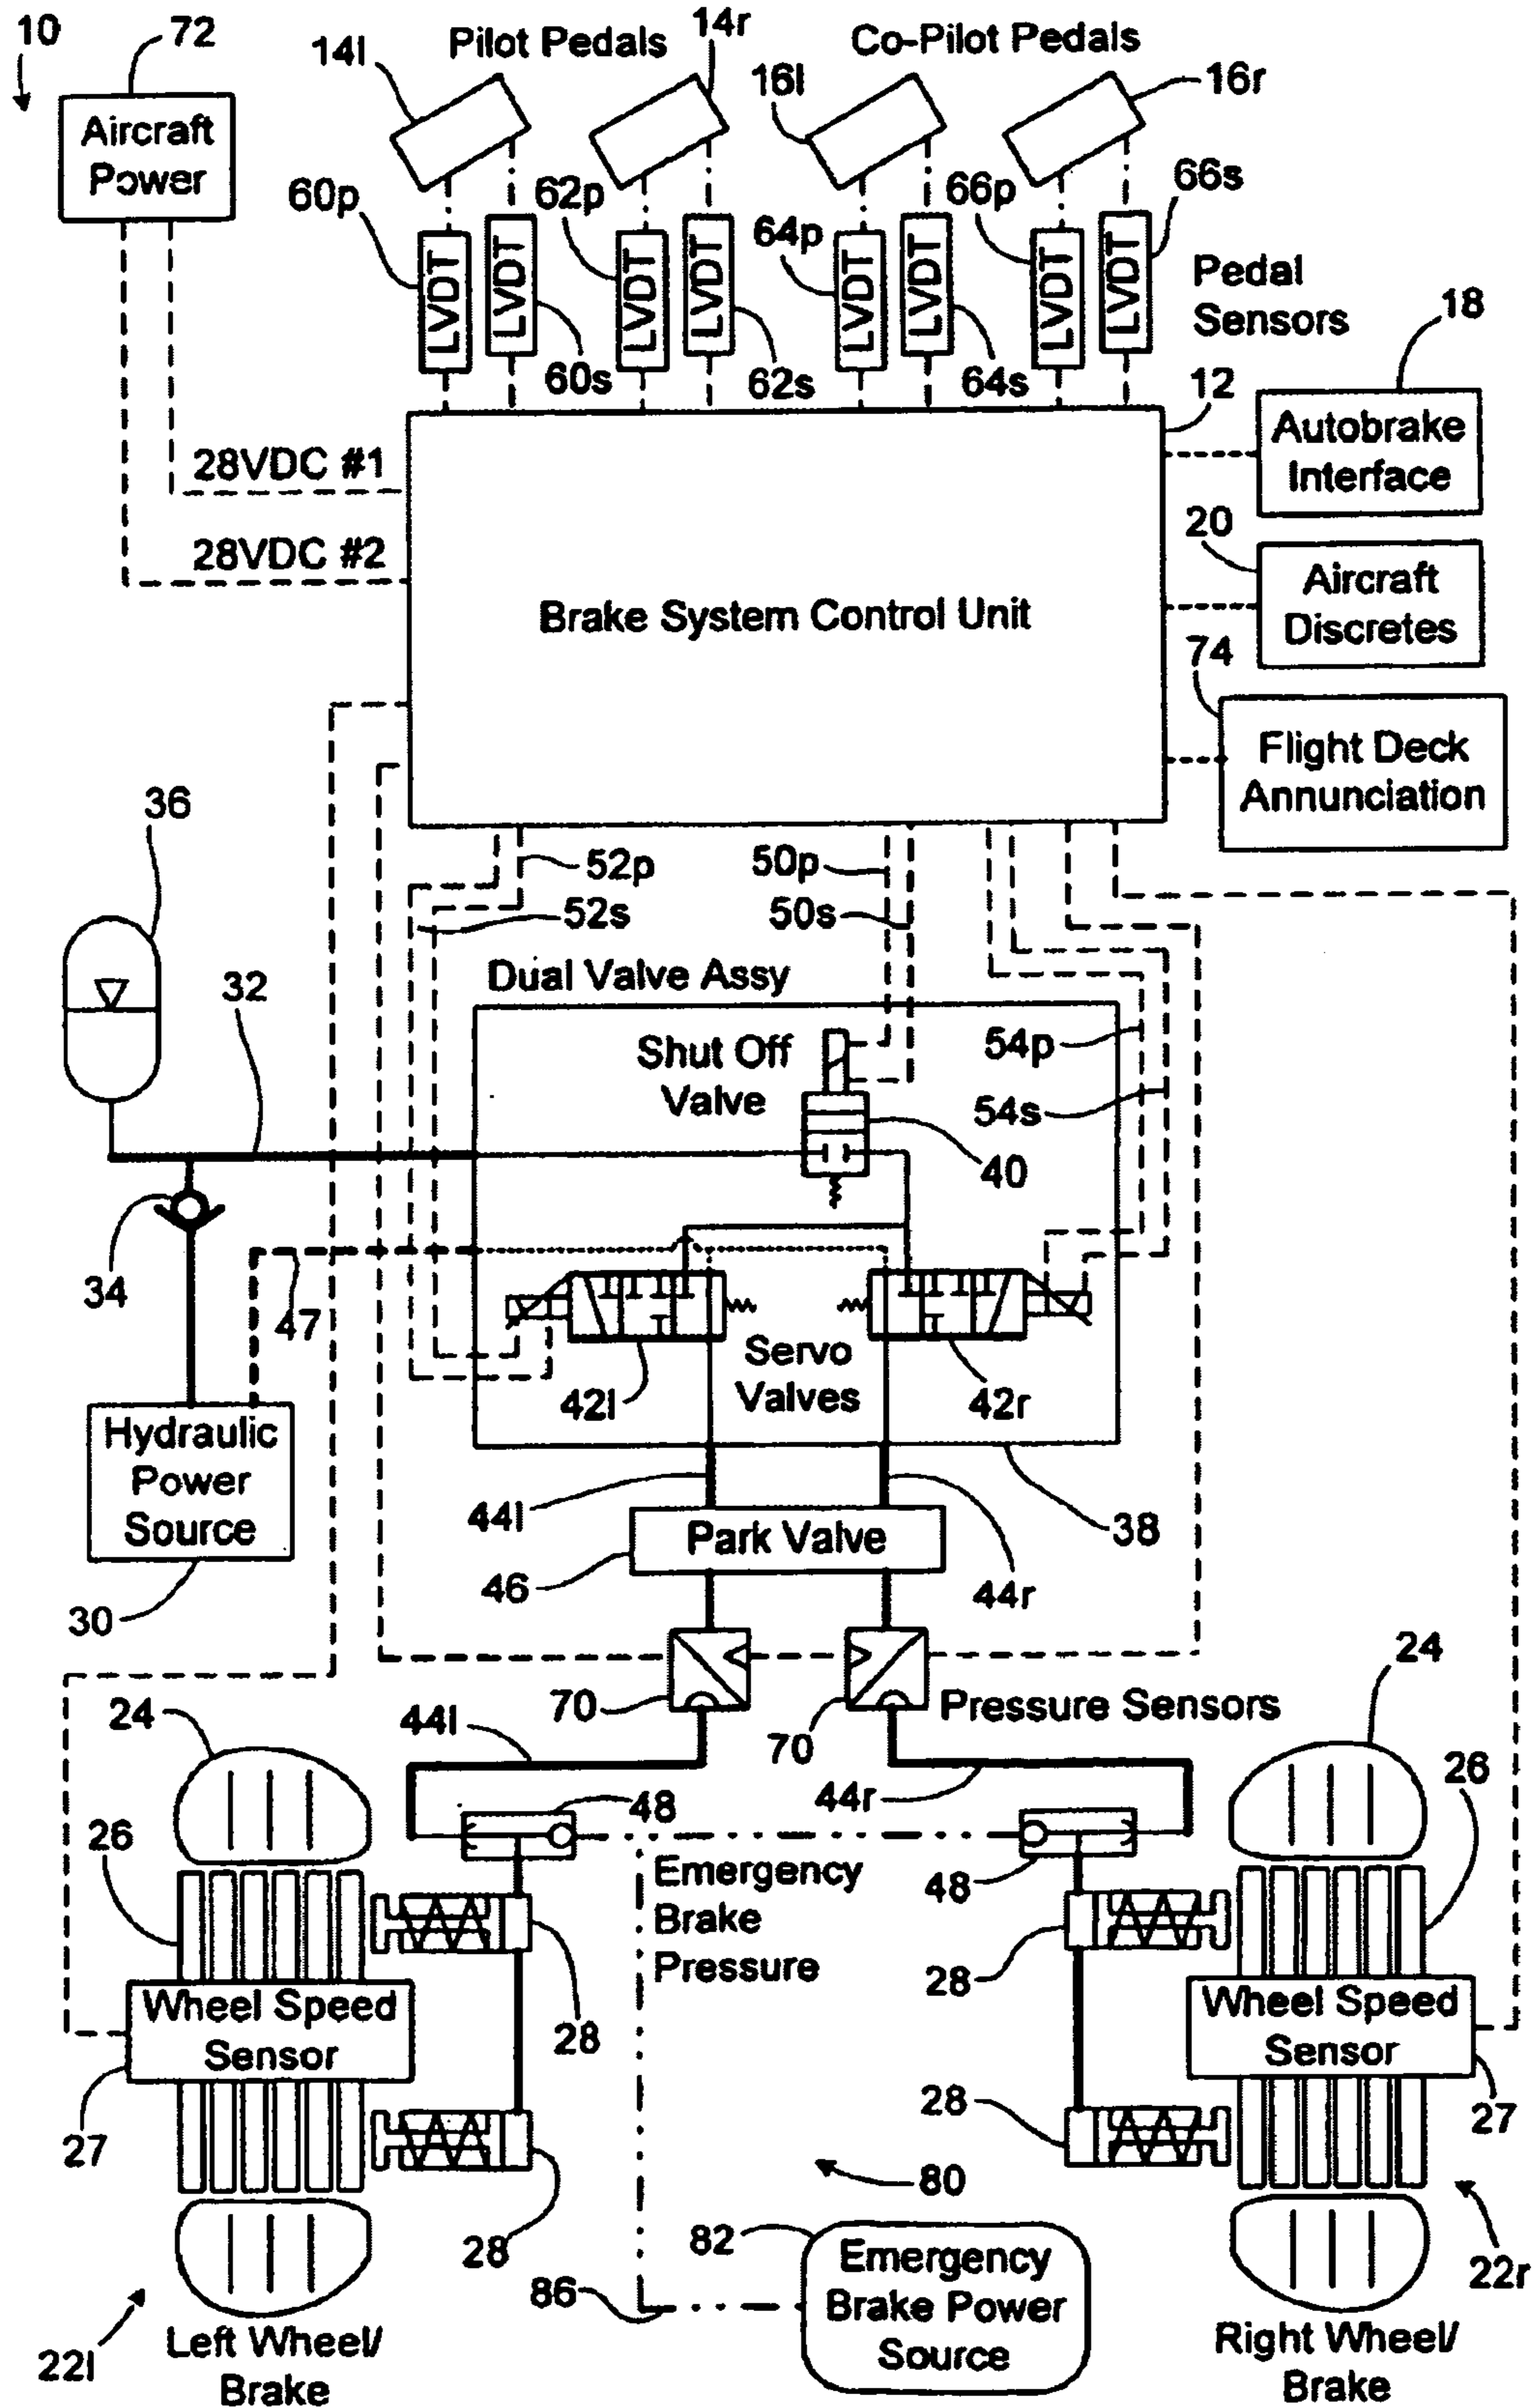 10
72
Aircraft
Power
14l
Pilot Pedals
14r
Co-Pilot Pedals
16l
16r
60p
LVDT
LVDT
60s
62p
LVDT
LVDT
62s
64p
LVDT
LVDT
64s
66p
LVDT
LVDT
66s
Pedal
Sensors
18
12
Autobrake
Interface
28VDC #1
20
Aircraft
Discretes
28VDC #2
Brake System Control Unit
74
Flight Deck
Annunciation
36
52p
50p
52s
50s
32
Dual Valve Assy
Shut Off
Valve
54p
54s
40
34
47
Servo
Valves
42l
42r
Hydraulic
Power
Source
30
44l
Park Valve
38
46
44r
24
70
70
Pressure Sensors
24
44l
44r
26
48
48
26
Emergency
Brake
Pressure
28
28
Wheel Speed
Sensor
Wheel Speed
Sensor
27
28
28
27
80
82
Emergency
Brake Power
Source
86
22l
Left Wheel/
Brake
22r
Right Wheel/
Brake